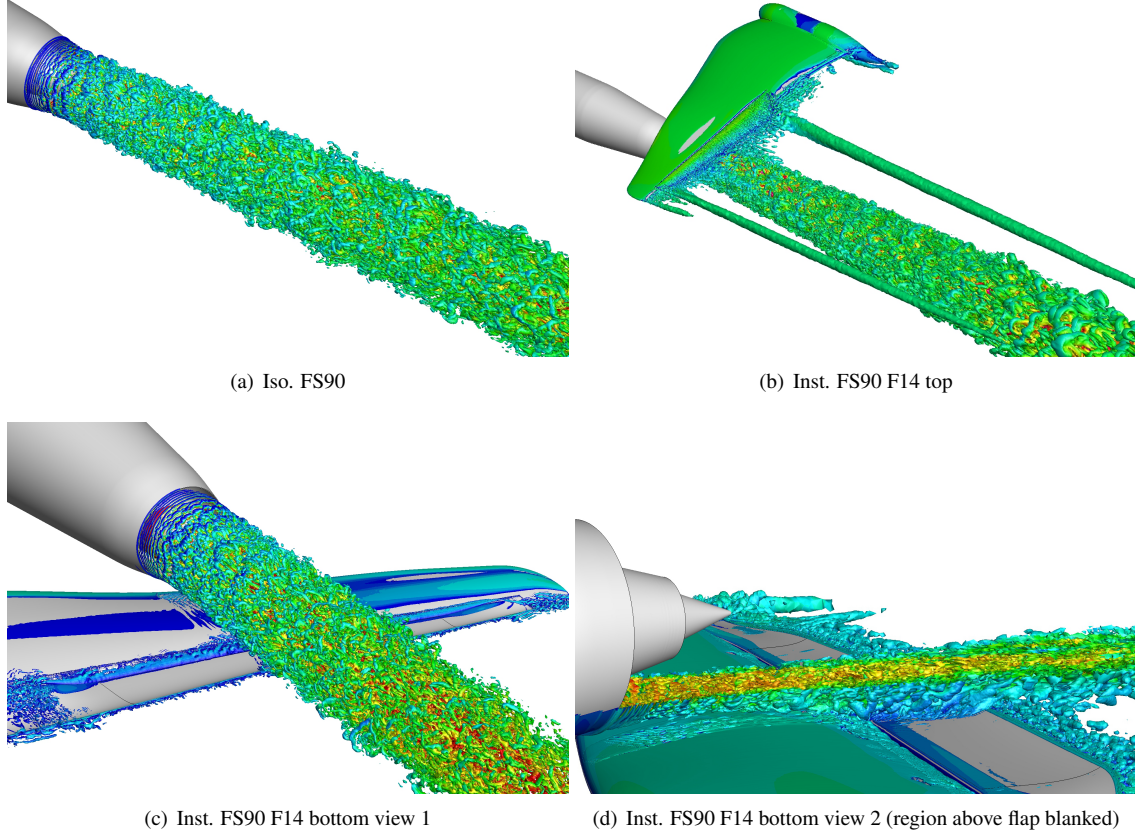 (a) Iso. FS90
(b) Inst. FS90 F14 top
(c) Inst. FS90 F14 bottom view 1
(d) Inst. FS90 F14 bottom view 2 (region above flap blanked)